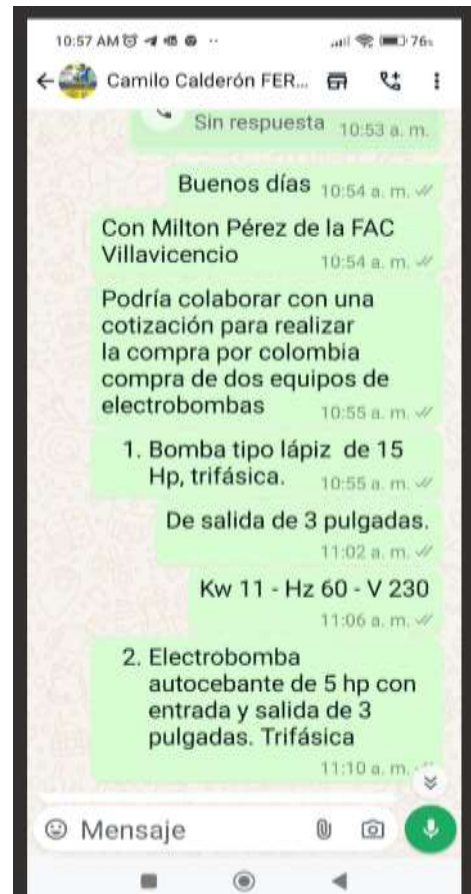 10:57 AM
76%
Camilo Calderón FER...
Sin respuesta 10:53 a. m.
Buenos días 10:54 a. m.
Con Milton Pérez de la FAC
Villavicencio 10:54 a. m.
Podría colaborar con una
cotización para realizar
la compra por colombia
compra de dos equipos de
electrobombas 10:55 a. m.
1. Bomba tipo lápiz de 15
Hp, trifásica. 10:55 a. m.
De salida de 3 pulgadas.
11:02 a. m.
Kw 11 - Hz 60 - V 230
11:06 a. m.
2. Electrobomba
autocebante de 5 hp con
entrada y salida de 3
pulgadas. Trifásica
11:10 a. m.
Mensaje